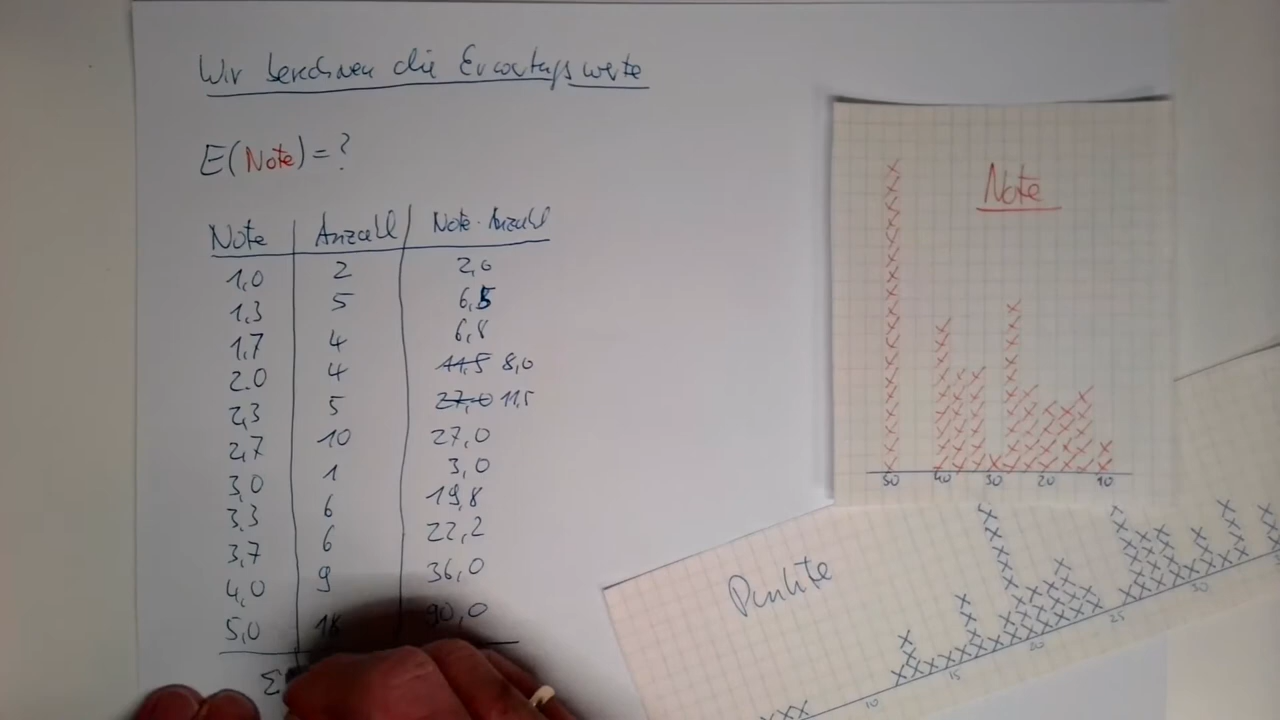 Wir berechnen die Erwartungswerte
E(Note) = ?
Note | Anzahl | Note · Anzahl
1,0 | 2 | 2,0
1,3 | 5 | 6,5
1,7 | 4 | 6,8
2.0 | 4 | 11,5 8,0
2,3 | 5 | 27,0 11,5
2,7 | 10 | 27,0
3,0 | 1 | 3,0
3,3 | 6 | 19,8
3,7 | 6 | 22,2
4,0 | 9 | 36,0
5,0 | 18 | 90,0
Σ
Note
50 40 30 20 10
Punkte
10 15 20 25 30